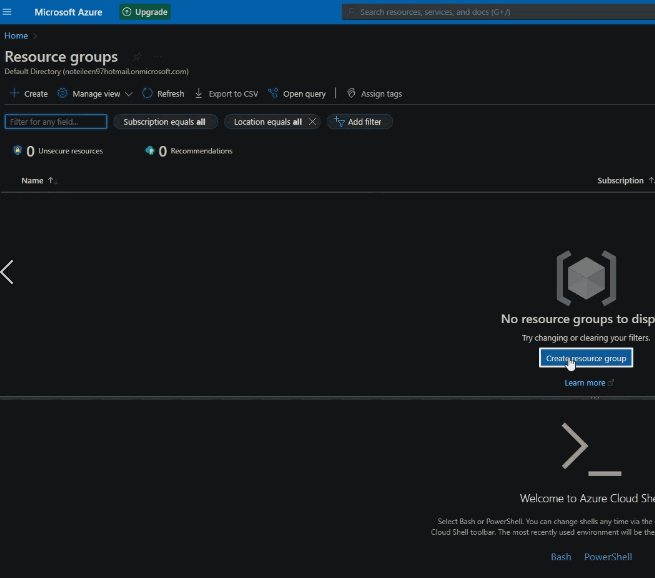 Microsoft Azure Upgrade Search resources, services, and docs (G+/)
Home >
Resource groups
Default Directory (noteileen97hotmail.onmicrosoft.com)
Create Manage view Refresh Export to CSV Open query Assign tags
Filter for any field... Subscription equals all Location equals all Add filter
0 Unsecure resources 0 Recommendations
Name Subscription
No resource groups to disp
Try changing or clearing your filters.
Create resource group
Learn more
Welcome to Azure Cloud She
Select Bash or PowerShell. You can change shells any time via the
Cloud Shell toolbar. The most recently used environment will be the
Bash PowerShell